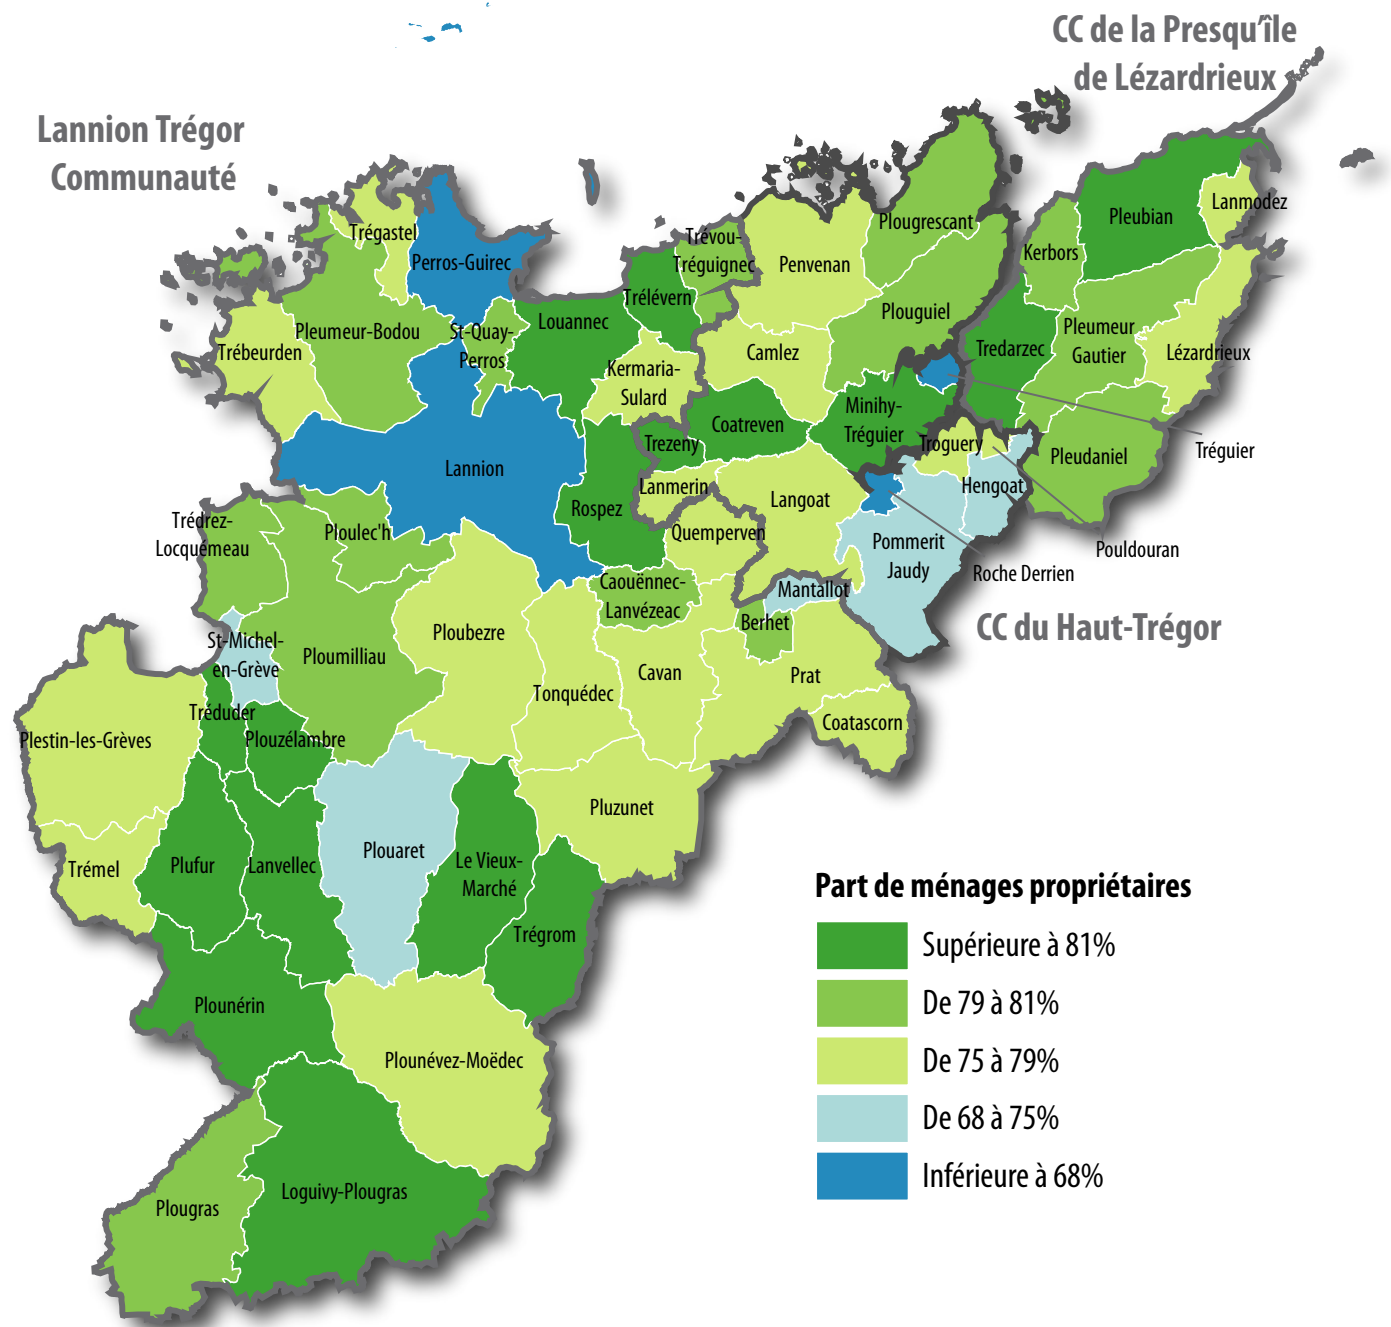 CC de la Presqu'île
de Lézardrieux
Lannion Trégor
Communauté
Lanmodez
Pleubian
Plougrescant
Trégastel
Trévou-
Tréguignec
Kerbors
Perros-Guirec
Penvenan
Trélévern
Plouguiel
Louannec
Pleumeur-Bodou
St-Quay-
Perros
Pleumeur
Gautier
Trébeurden
Camlez
Tredarzec
Lézardrieux
Kermaria-
Sulard
Minihy-
Tréguier
Coatreven
Trezeny
Troguery
Tréguier
Pleudaniel
Lannion
Lanmerin
Langoat
Hengoat
Rospez
Trédrez-
Locquémeau
Ploulec'h
Quemperven
Pommerit
Jaudy
Pouldouran
Roche Derrien
Caouënnec-
Lanvézeac
Mantallot
Berhet
CC du Haut-Trégor
Ploubezre
St-Michel-
en-Grève
Ploumilliau
Cavan
Prat
Tonquédec
Tréduder
Coatascorn
Plestin-les-Grèves
Plouzélambre
Pluzunet
Plouaret
Trémel
Plufur
Lanvellec
Le Vieux-
Marché
Trégrom
Plounérin
Plounévez-Moëdec
Loguivy-Plougras
Plougras
Part de ménages propriétaires
Supérieure à 81%
De 79 à 81%
De 75 à 79%
De 68 à 75%
Inférieure à 68%